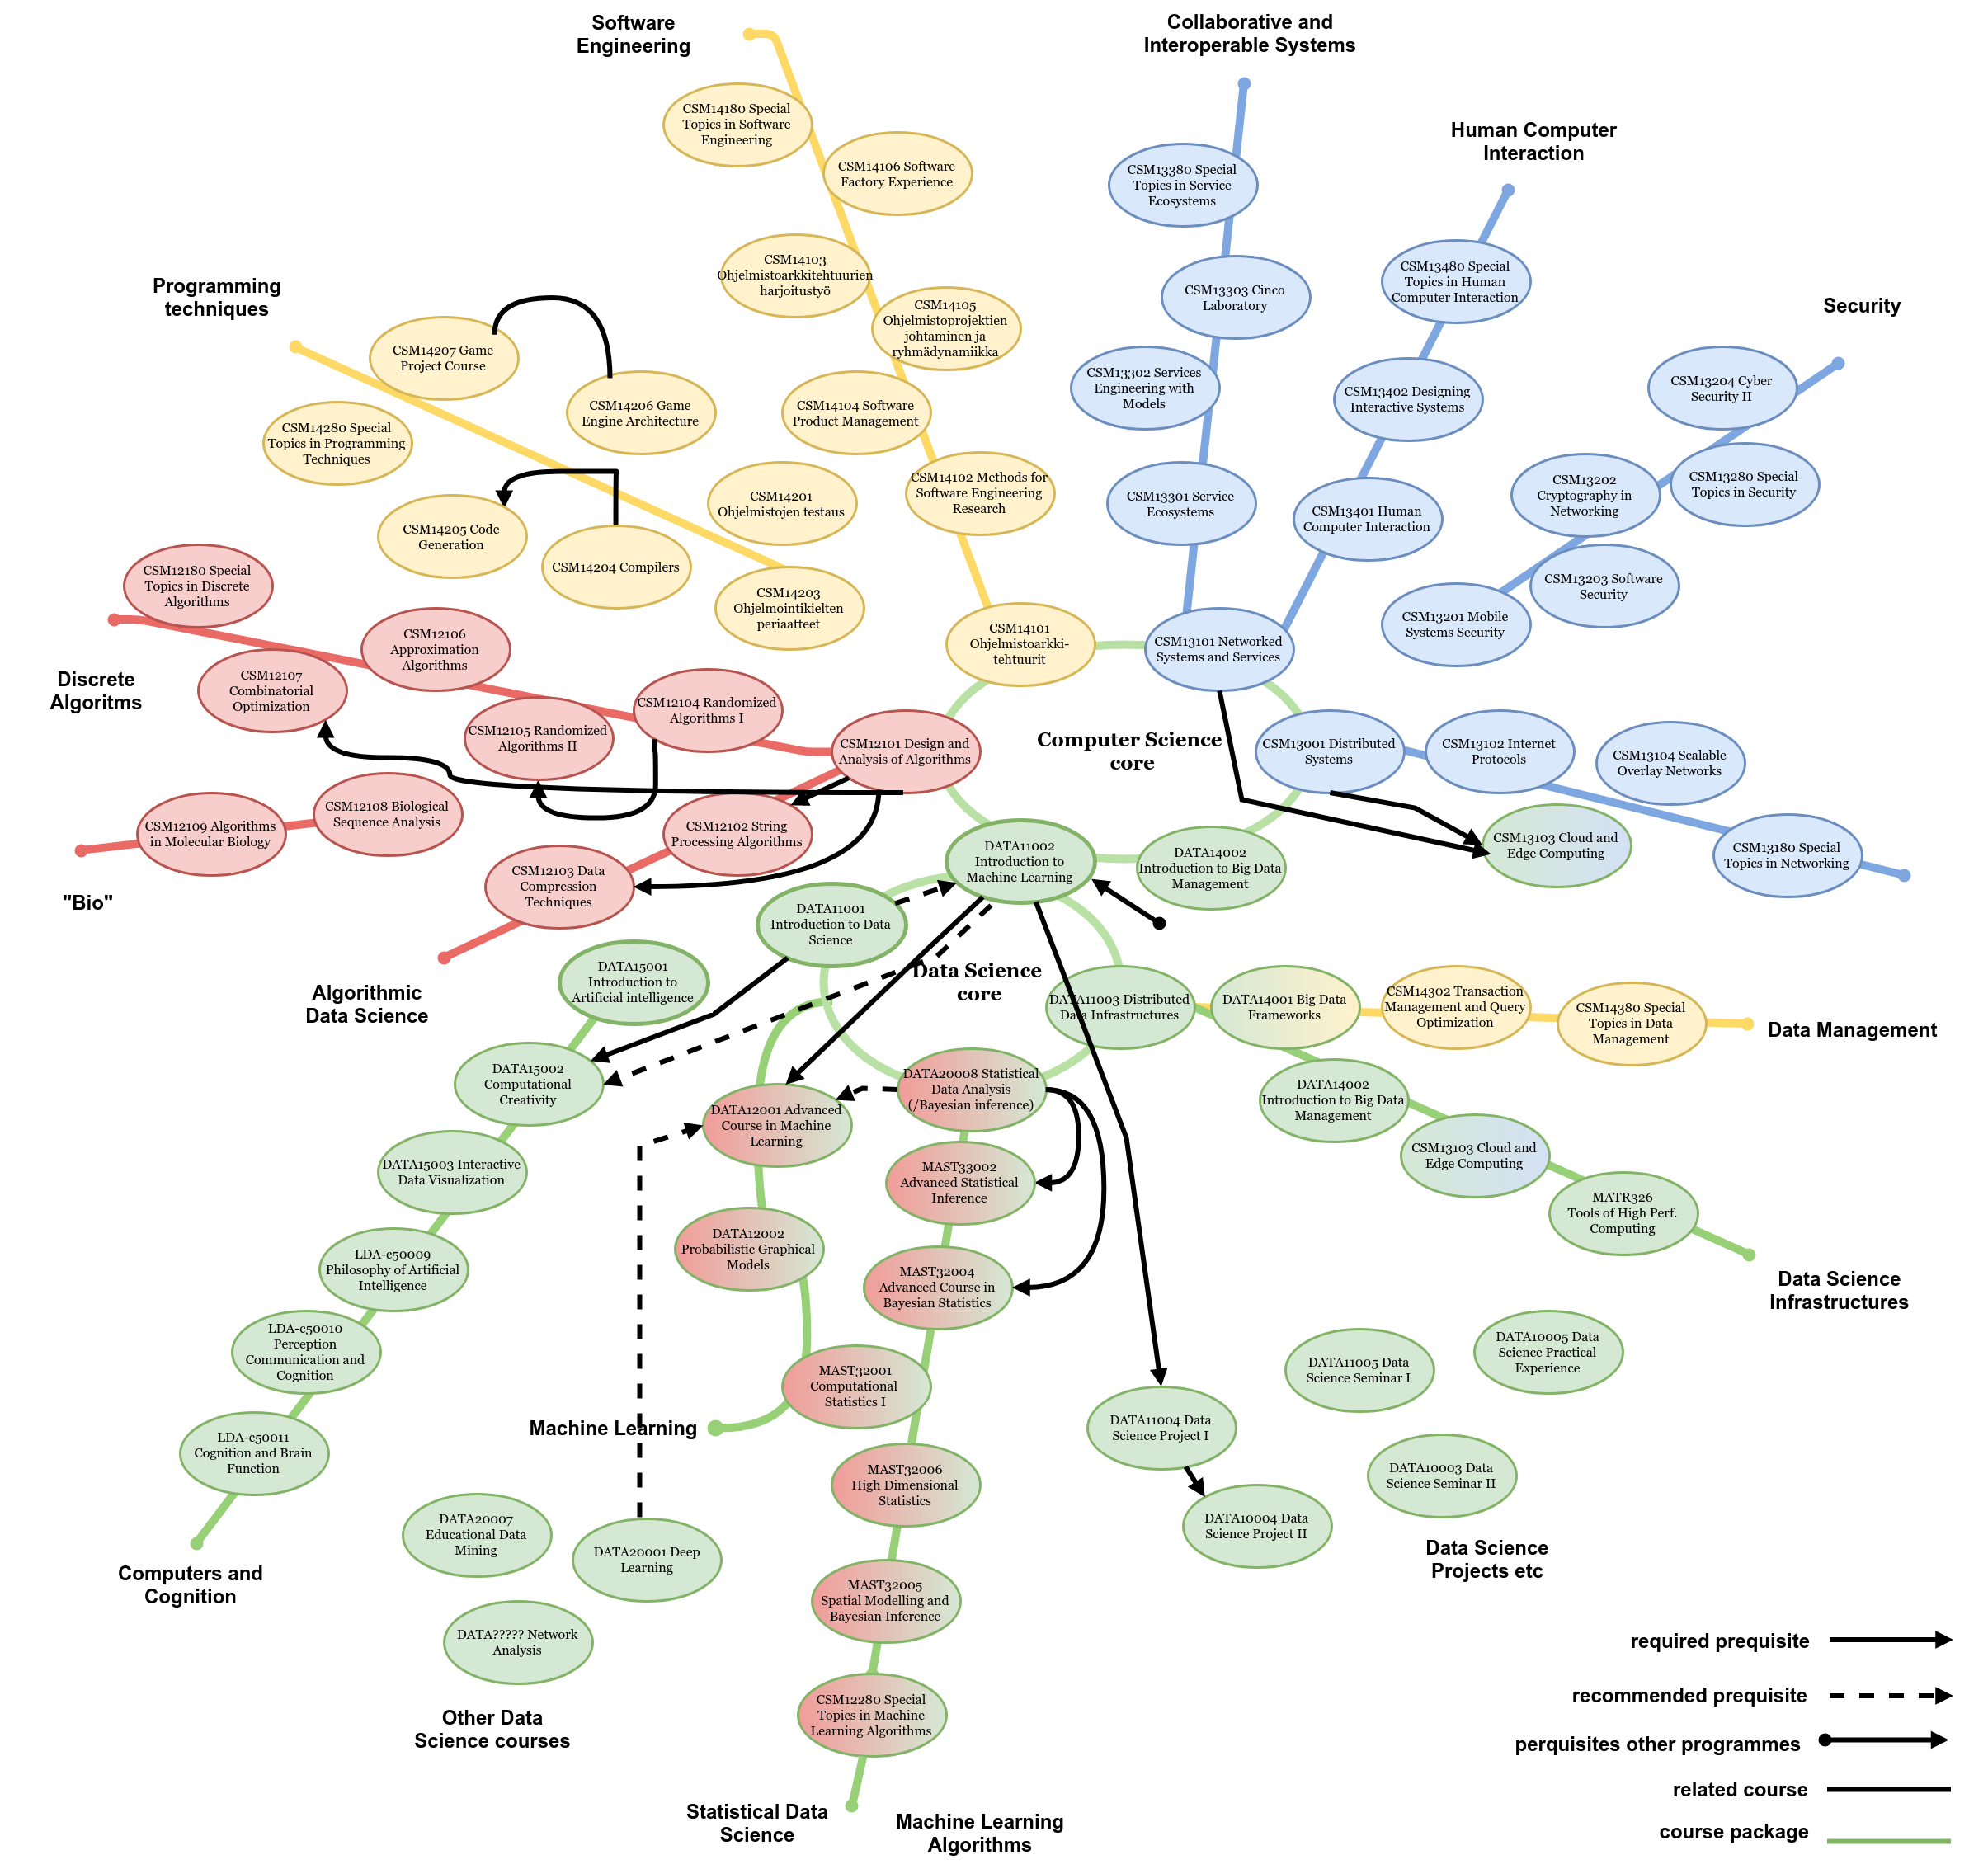 Software
Engineering
Collaborative and
Interoperable Systems
CSM14180 Special
Topics in Software
Engineering
CSM14106 Software
Factory Experience
CSM13380 Special
Topics in Service
Ecosystems
Human Computer
Interaction
CSM14103
Ohjelmistoarkkitehtuurien
harjoitustyö
CSM13303 Cinco
Laboratory
CSM13480 Special
Topics in Human
Computer Interaction
Programming
techniques
CSM14105
Ohjelmistoprojektien
johtaminen ja
ryhmädynamiikka
Security
CSM14207 Game
Project Course
CSM14206 Game
Engine Architecture
CSM14104 Software
Product Management
CSM13302 Services
Engineering with
Models
CSM13402 Designing
Interactive Systems
CSM13204 Cyber
Security II
CSM14280 Special
Topics in Programming
Techniques
CSM14201
Ohjelmistojen testaus
CSM14102 Methods for
Software Engineering
Research
CSM13301 Service
Ecosystems
CSM13401 Human
Computer Interaction
CSM13202
Cryptography in
Networking
CSM13280 Special
Topics in Security
CSM14205 Code
Generation
CSM14204 Compilers
CSM14203
Ohjelmointikielten
periaatteet
CSM13203 Software
Security
CSM13201 Mobile
Systems Security
CSM12180 Special
Topics in Discrete
Algorithms
CSM12106
Approximation
Algorithms
CSM14101
Ohjelmistoarkki-
tehtuurit
CSM13101 Networked
Systems and Services
Discrete
Algoritms
CSM12107
Combinatorial
Optimization
CSM12104 Randomized
Algorithms I
CSM12105 Randomized
Algorithms II
CSM12101 Design and
Analysis of Algorithms
Computer Science
core
CSM13001 Distributed
Systems
CSM13102 Internet
Protocols
CSM13104 Scalable
Overlay Networks
CSM12109 Algorithms
in Molecular Biology
CSM12108 Biological
Sequence Analysis
CSM12102 String
Processing Algorithms
DATA11002
Introduction to
Machine Learning
DATA14002
Introduction to Big Data
Management
CSM13103 Cloud and
Edge Computing
CSM13180 Special
Topics in Networking
"Bio"
CSM12103 Data
Compression
Techniques
DATA11001
Introduction to Data
Science
Algorithmic
Data Science
DATA15001
Introduction to
Artificial intelligence
Data Science
core
DATA11003 Distributed
Data Infrastructures
DATA14001 Big Data
Frameworks
CSM14302 Transaction
Management and Query
Optimization
CSM14380 Special
Topics in Data
Management
Data Management
DATA15002
Computational
Creativity
DATA12001 Advanced
Course in Machine
Learning
DATA20008 Statistical
Data Analysis
(/Bayesian inference)
DATA14002
Introduction to Big Data
Management
DATA15003 Interactive
Data Visualization
MAST33002
Advanced Statistical
Inference
CSM13103 Cloud and
Edge Computing
MATR326
Tools of High Perf.
Computing
LDA-c50009
Philosophy of Artificial
Intelligence
DATA12002
Probabilistic Graphical
Models
MAST32004
Advanced Course in
Bayesian Statistics
Data Science
Infrastructures
LDA-c50010
Perception
Communication and
Cognition
MAST32001
Computational
Statistics I
DATA11005 Data
Science Seminar I
DATA10005 Data
Science Practical
Experience
LDA-c50011
Cognition and Brain
Function
Machine Learning
DATA11004 Data
Science Project I
MAST32006
High Dimensional
Statistics
DATA10003 Data
Science Seminar II
DATA20007
Educational Data
Mining
DATA20001 Deep
Learning
DATA10004 Data
Science Project II
Computers and
Cognition
MAST32005
Spatial Modelling and
Bayesian Inference
Data Science
Projects etc
DATA????? Network
Analysis
Other Data
Science courses
CSM12280 Special
Topics in Machine
Learning Algorithms
Statistical Data
Science
Machine Learning
Algorithms
required prequisite
recommended prequisite
perquisites other programmes
related course
course package